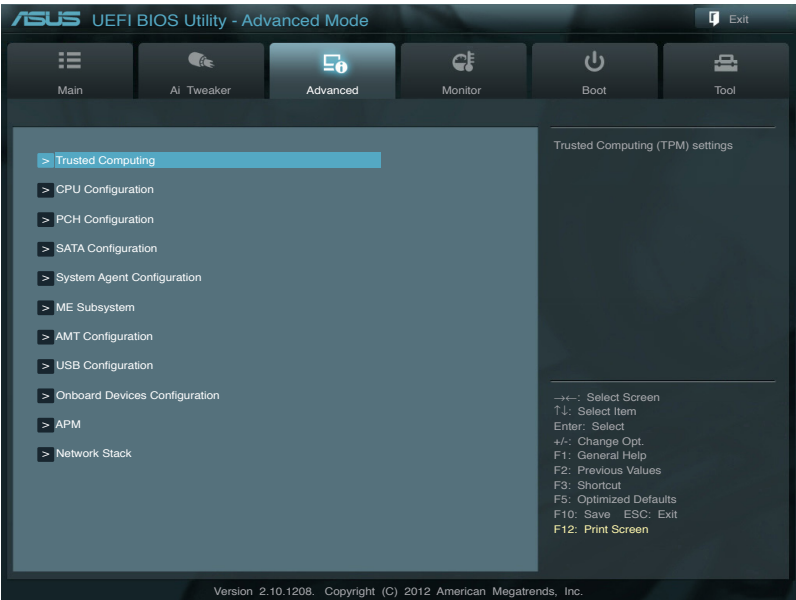 ASUS UEFI BIOS Utility - Advanced Mode
Exit
Main
Ai Tweaker
Advanced
Monitor
Boot
Tool
> Trusted Computing
> CPU Configuration
> PCH Configuration
> SATA Configuration
> System Agent Configuration
> ME Subsystem
> AMT Configuration
> USB Configuration
> Onboard Devices Configuration
> APM
> Network Stack
Trusted Computing (TPM) settings
→←: Select Screen
↑↓: Select Item
Enter: Select
+/-: Change Opt.
F1: General Help
F2: Previous Values
F3: Shortcut
F5: Optimized Defaults
F10: Save ESC: Exit
F12: Print Screen
Version 2.10.1208. Copyright (C) 2012 American Megatrends, Inc.